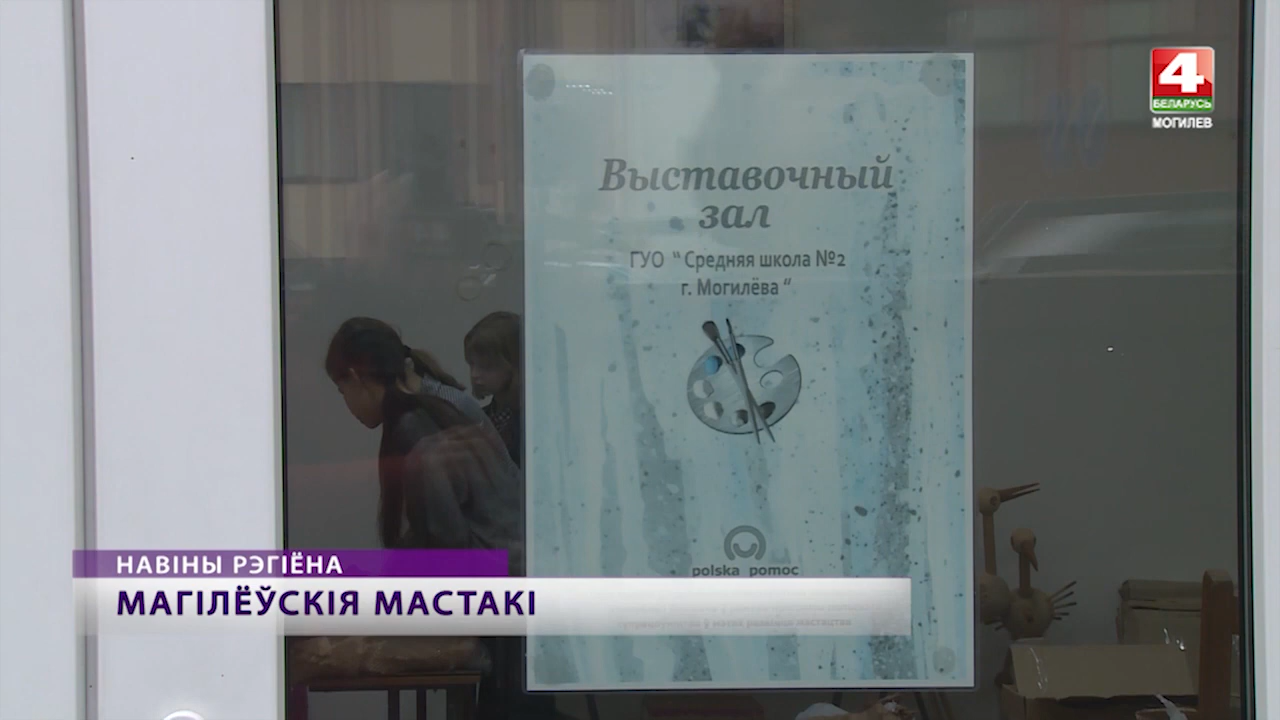 4
БЕЛАРУСЬ
МОГИЛЕВ
Выставочный
зал
ГУО “ Средняя школа №2
г. Могилёва ”
polska pomoc
НАВІНЫ РЭГІЁНА
МАГІЛЁЎСКІЯ МАСТАКІ